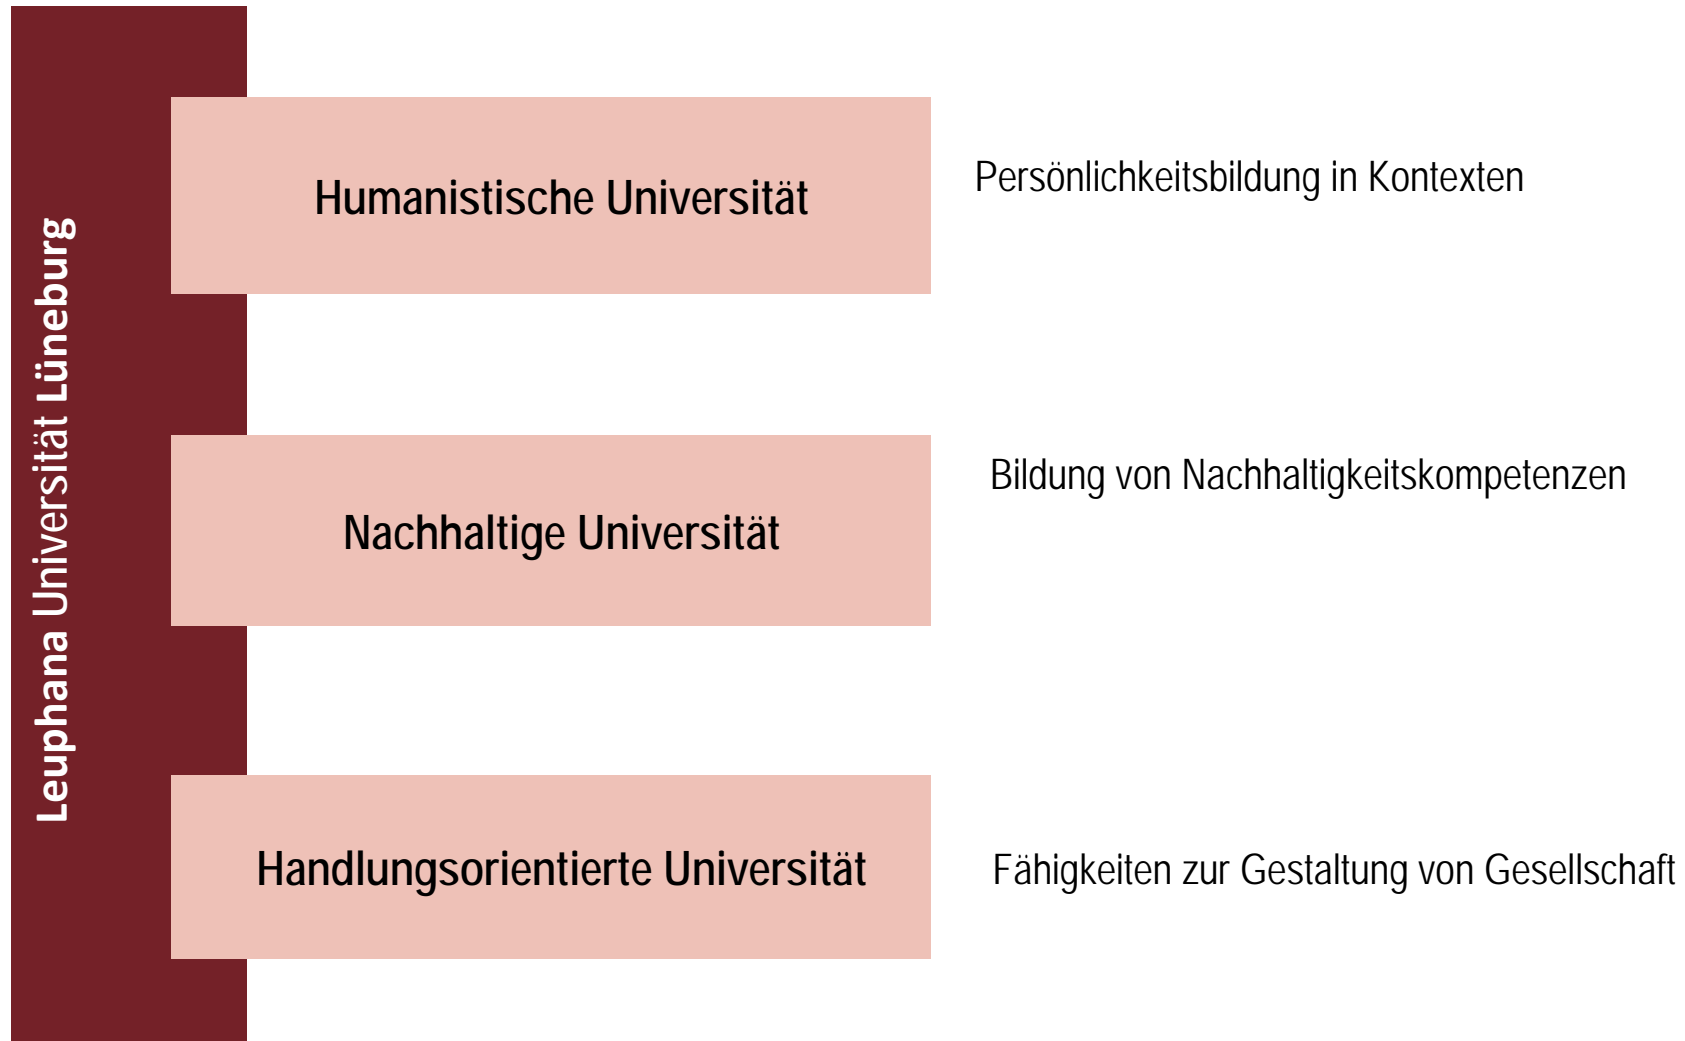 Leuphana Universität Lüneburg
Humanistische Universität
Persönlichkeitsbildung in Kontexten
Nachhaltige Universität
Bildung von Nachhaltigkeitskompetenzen
Handlungsorientierte Universität
Fähigkeiten zur Gestaltung von Gesellschaft